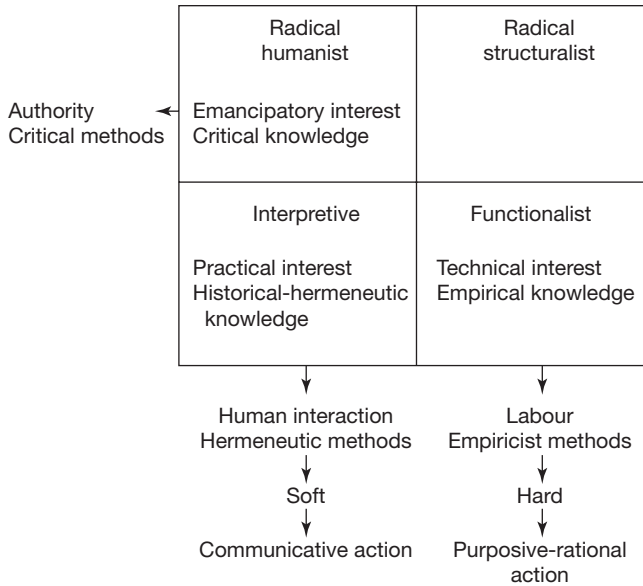 Radical
humanist
Radical
structuralist
Authority
Critical methods
Emancipatory interest
Critical knowledge
Interpretive
Functionalist
Practical interest
Historical-hermeneutic
knowledge
Technical interest
Empirical knowledge
Human interaction
Hermeneutic methods
Labour
Empiricist methods
Soft
Hard
Communicative action
Purposive-rational
action